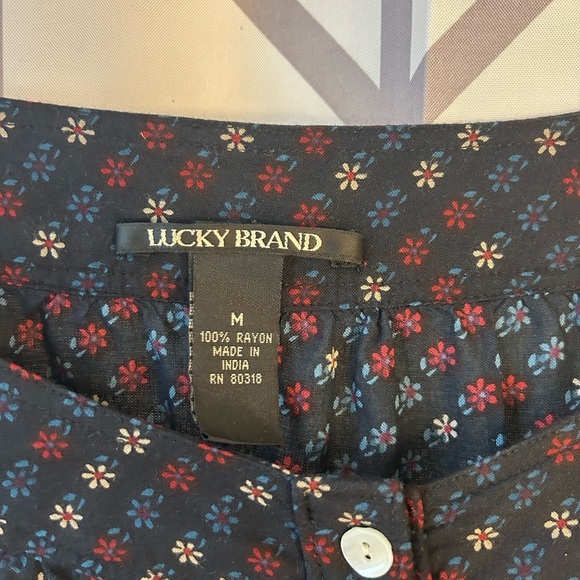 LUCKY BRAND
M
100% RAYON
MADE IN
INDIA
RN 80318